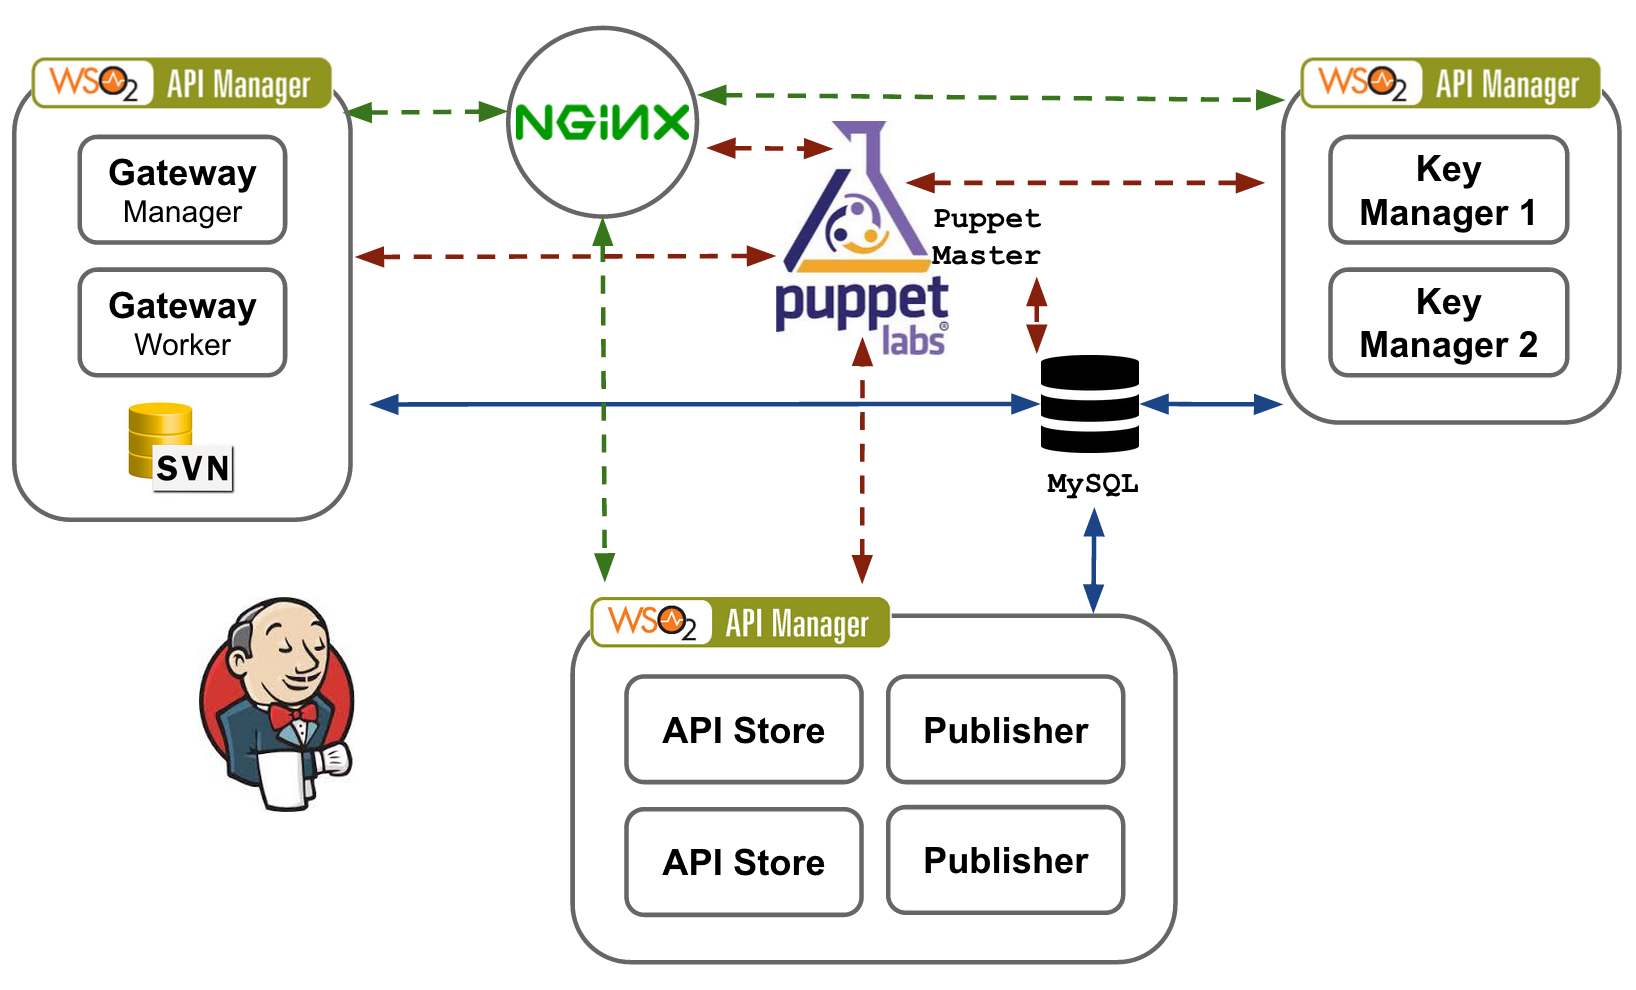 WSO2 API Manager
Gateway
Manager
Gateway
Worker
SVN
NGINX
puppet
labs®
Puppet
Master
MySQL
WSO2 API Manager
Key
Manager 1
Key
Manager 2
WSO2 API Manager
API Store
Publisher
API Store
Publisher